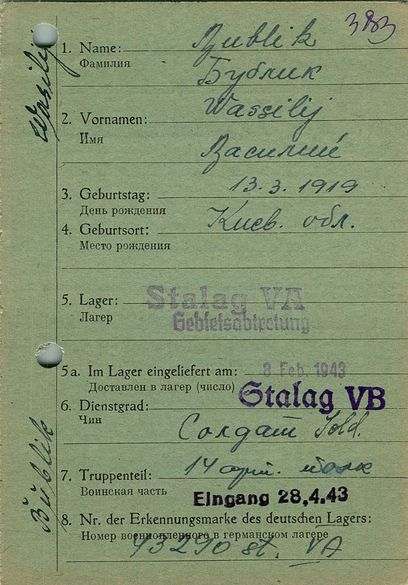 383
Wassilij
1. Name: Bublik
Фамилия Бублик
2. Vornamen: Wassilij
Имя Василий
3. Geburtstag: 13.3.1919
День рождения
4. Geburtsort: Киев. обл.
Место рождения
5. Lager: Stalag VA
Лагер Gebietsabtretung
5a. Im Lager eingeliefert am: 8 Feb. 1943
Доставлен в лагер (число) Stalag VB
6. Dienstgrad:
Чин Солдат Sold.
7. Truppenteil: 14 арт. полк
Воинская часть Eingang 28.4.43
8. Nr. der Erkennungsmarke des deutschen Lagers:
Номер военнопленного в германском лагере
43290 St. VA
Bublik